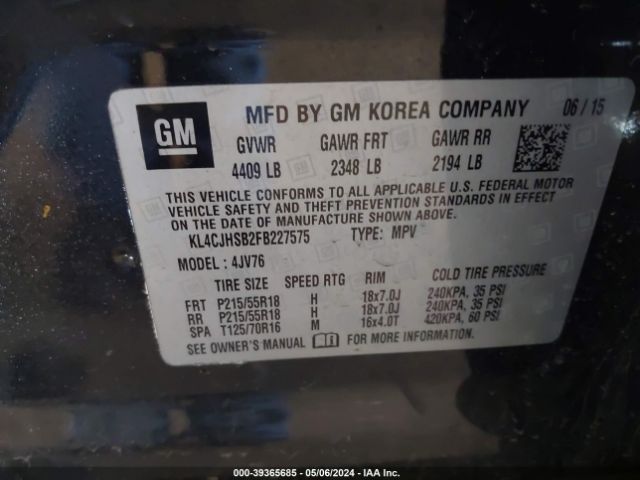 GM
MFD BY GM KOREA COMPANY 06/15
GVWR GAWR FRT GAWR RR
4409 LB 2348 LB 2194 LB
THIS VEHICLE CONFORMS TO ALL APPLICABLE U.S. FEDERAL MOTOR
VEHICLE SAFETY AND THEFT PREVENTION STANDARDS IN EFFECT
ON THE DATE OF MANUFACTURE SHOWN ABOVE.
KL4CJHSB2FB227575 TYPE: MPV
MODEL: 4JV76
TIRE SIZE SPEED RTG RIM COLD TIRE PRESSURE
FRT P215/55R18 H 18x7.0J 240KPA, 35 PSI
RR P215/55R18 H 18x7.0J 240KPA, 35 PSI
SPA T125/70R16 M 16x4.0T 420KPA, 60 PSI
SEE OWNER'S MANUAL FOR MORE INFORMATION.
000-39365685 - 05/06/2024 - IAA Inc.